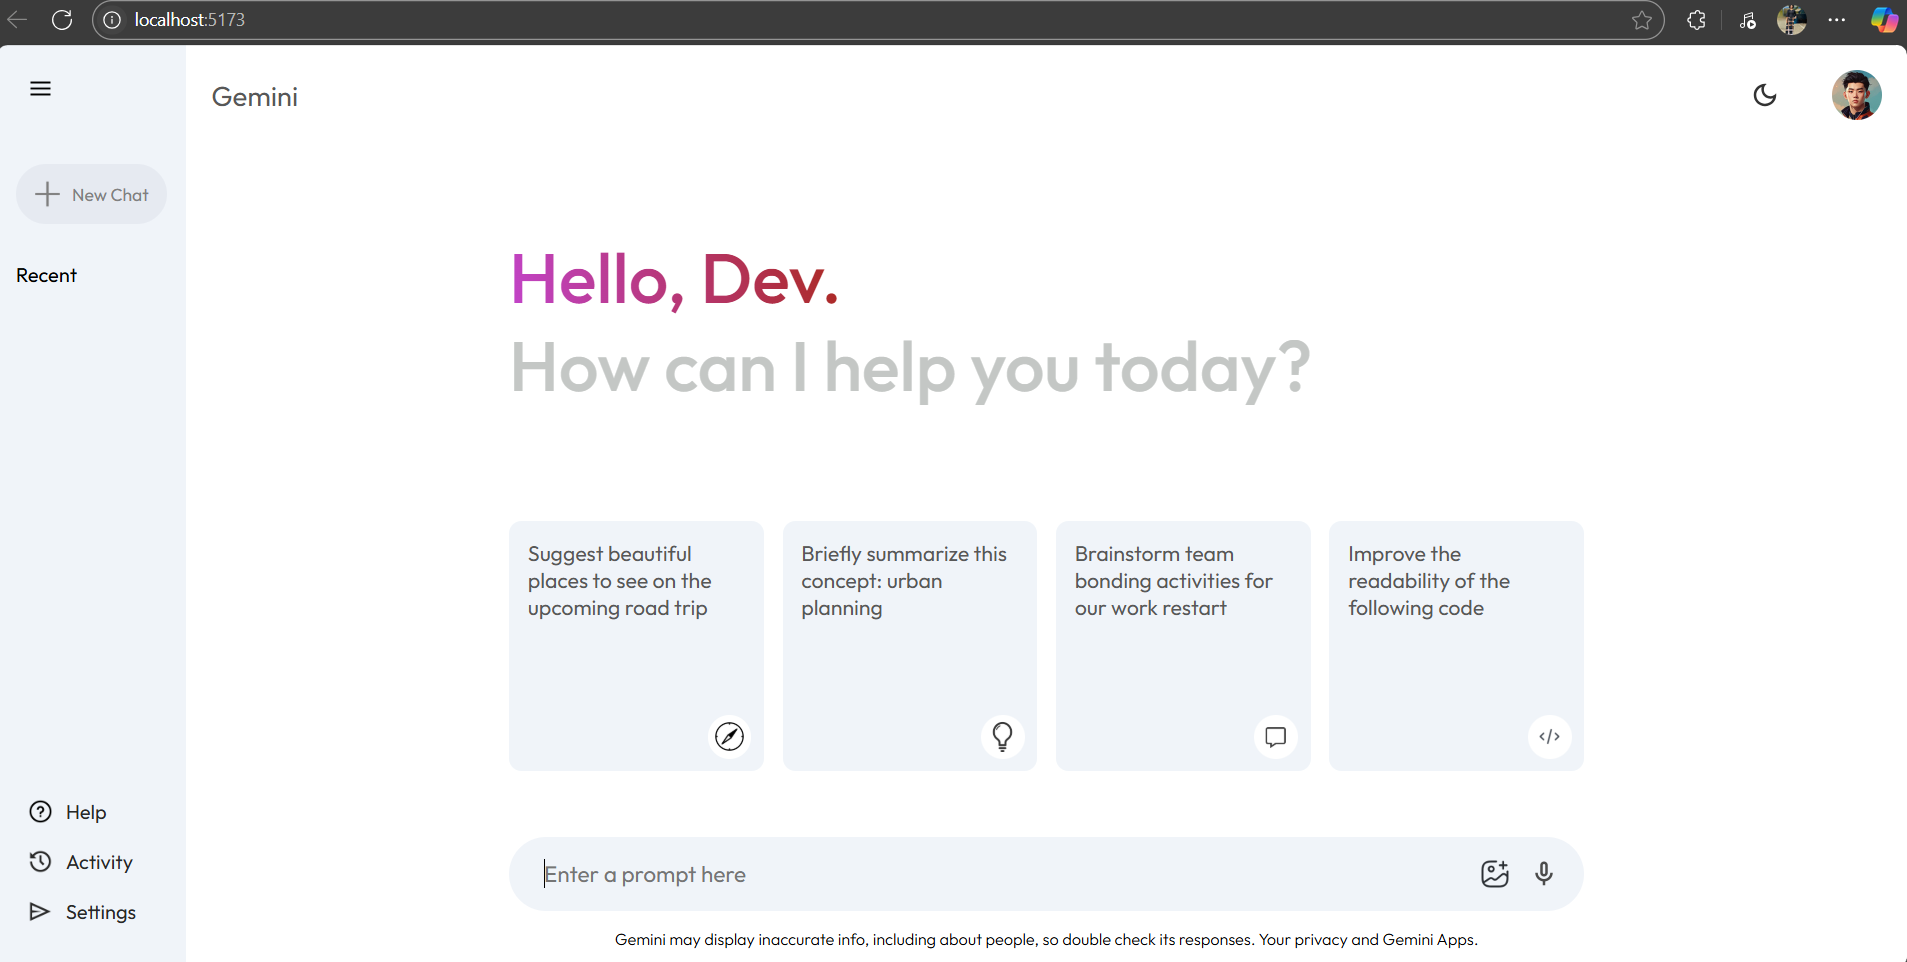 localhost:5173
Gemini
New Chat
Recent
Hello, Dev.
How can I help you today?
Suggest beautiful
places to see on the
upcoming road trip
Briefly summarize this
concept: urban
planning
Brainstorm team
bonding activities for
our work restart
Improve the
readability of the
following code
Help
Activity
Settings
Enter a prompt here
Gemini may display inaccurate info, including about people, so double check its responses. Your privacy and Gemini Apps.